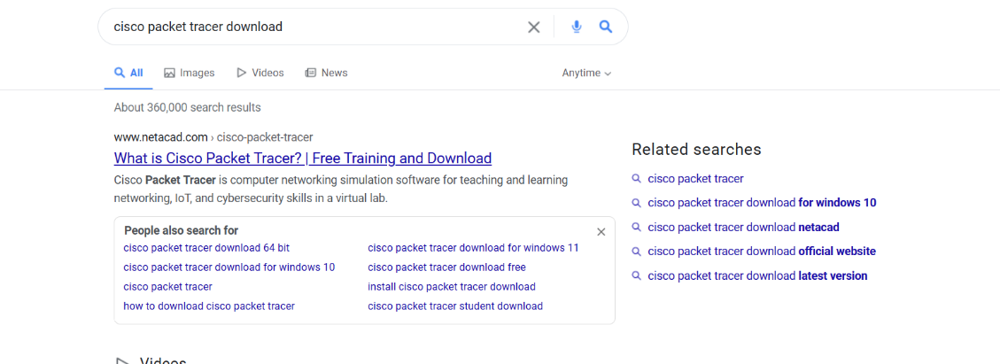 cisco packet tracer download
All Images Videos News Anytime
About 360,000 search results
www.netacad.com › cisco-packet-tracer
What is Cisco Packet Tracer? | Free Training and Download
Cisco Packet Tracer is computer networking simulation software for teaching and learning
networking, IoT, and cybersecurity skills in a virtual lab.
People also search for
cisco packet tracer download 64 bit
cisco packet tracer download for windows 10
cisco packet tracer
how to download cisco packet tracer
cisco packet tracer download for windows 11
cisco packet tracer download free
install cisco packet tracer download
cisco packet tracer student download
Videos
Related searches
cisco packet tracer
cisco packet tracer download for windows 10
cisco packet tracer download netacad
cisco packet tracer download official website
cisco packet tracer download latest version